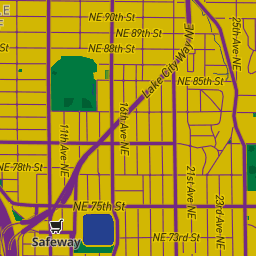 LE
NE 90th St
NE 89th St
St
NE 88th St
Lake City Way NE
25th Ave NE
NE 85th St
11th Ave NE
16th Ave NE
NE 78th St
21st Ave NE
23rd Ave NE
NE 75th St
NE 73rd St
Safeway